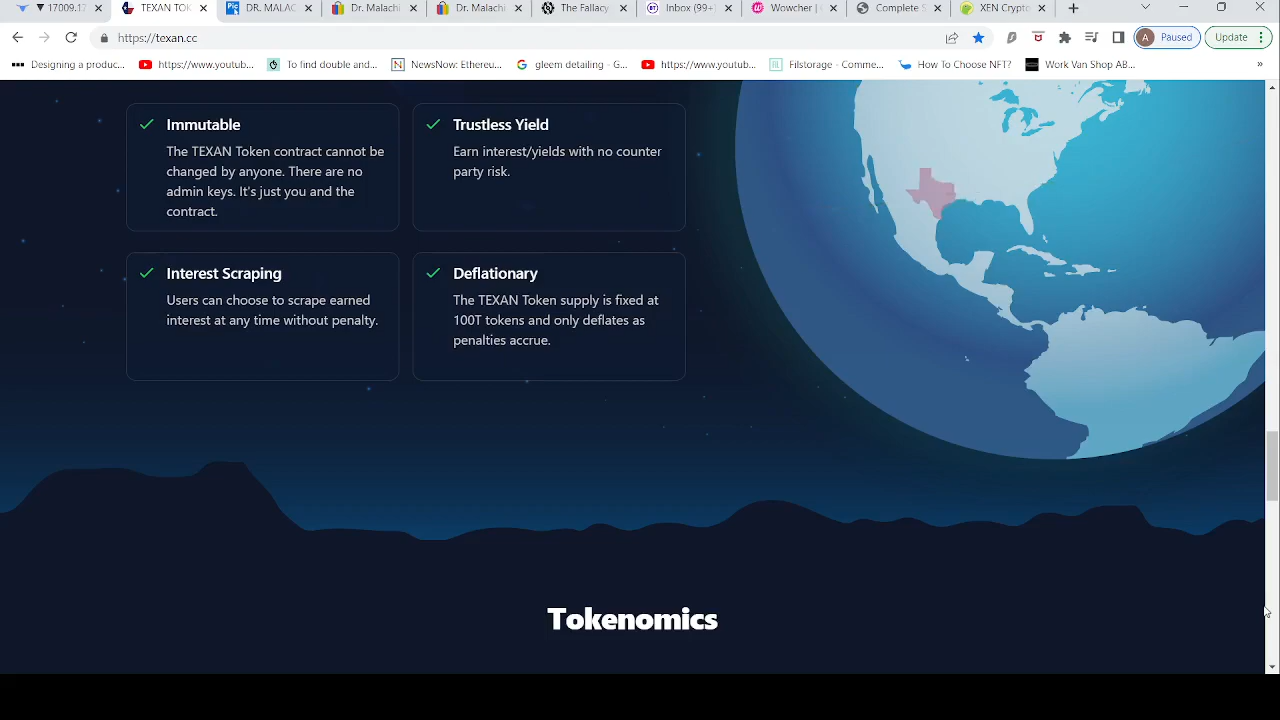 17009.1
TEXAN TOK
DR. MALAC
Dr. Malachi
Dr. Malachi
The Fallacy
Inbox (99+)
Wowcher |
Complete S
XEN Crypto
https://texan.cc
A Paused
Update
Designing a produc...
https://www.youtub...
To find double and...
NewsNow: Ethereu...
gleem detailing - G...
https://www.youtub...
Filstorage - Comme...
How To Choose NFT?
Work Van Shop AB...
»
Immutable
The TEXAN Token contract cannot be
changed by anyone. There are no
admin keys. It's just you and the
contract.
Trustless Yield
Earn interest/yields with no counter
party risk.
Interest Scraping
Users can choose to scrape earned
interest at any time without penalty.
Deflationary
The TEXAN Token supply is fixed at
100T tokens and only deflates as
penalties accrue.
Tokenomics